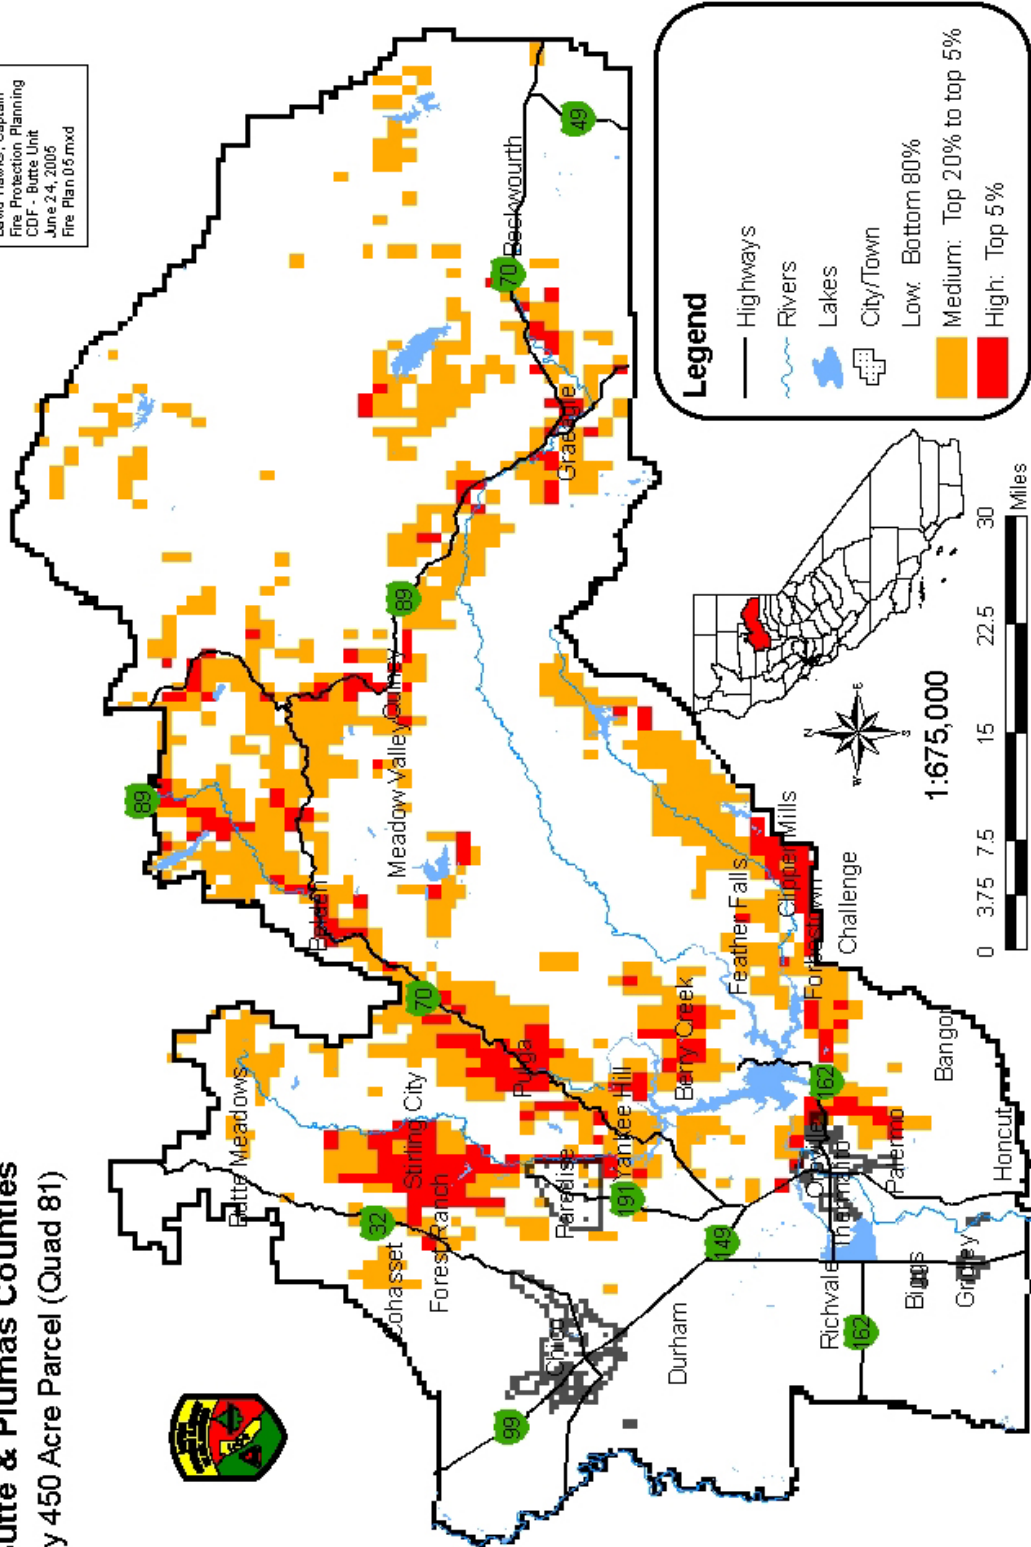 Butte & Plumas Counties
y 450 Acre Parcel (Quad 81)
Captain
Fire Protection Planning
CDF - Butte Unit
June 24, 2005
Fire Plan 05.mxd
89
Butte Meadows
32
Cohasset
Forest Ranch
Stirling City
70
Belden
Meadow Valley
Quincy
89
Pulga
Paradise
191
Yankee Hill
Berry Creek
Chico
99
Durham
149
Feather Falls
Clipper Mills
Forbestown
Challenge
162
Oroville
Thermalito
Palermo
Bangor
Honcut
Richvale
162
Biggs
Gridley
Graeagle
70
Beckwourth
49
Legend
Highways
Rivers
Lakes
City/Town
Low: Bottom 80%
Medium: Top 20% to top 5%
High: Top 5%
N
W
E
S
1:675,000
0 3.75 7.5 15 22.5 30
Miles